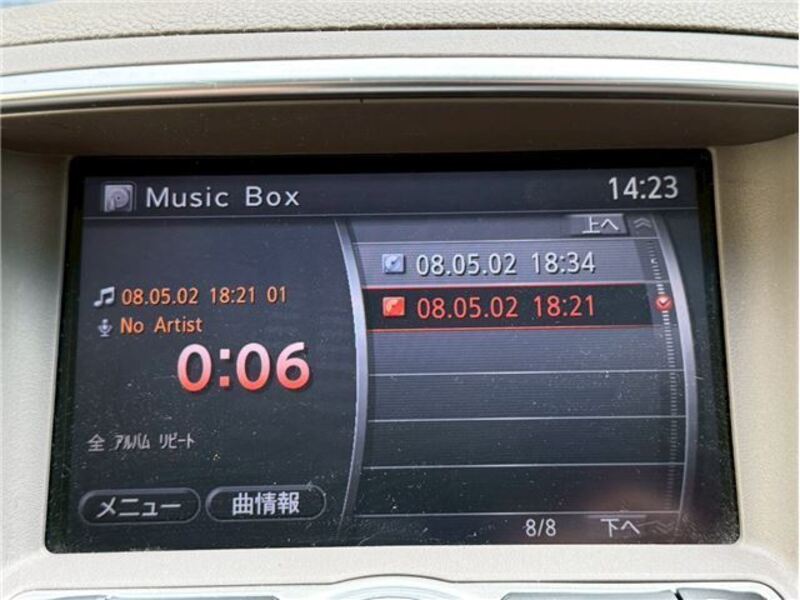 Music Box
14:23
上へ
08.05.02 18:34
08.05.02 18:21
08.05.02 18:21 01
No Artist
0:06
全 アルバム リピート
メニュー
曲情報
8/8
下へ